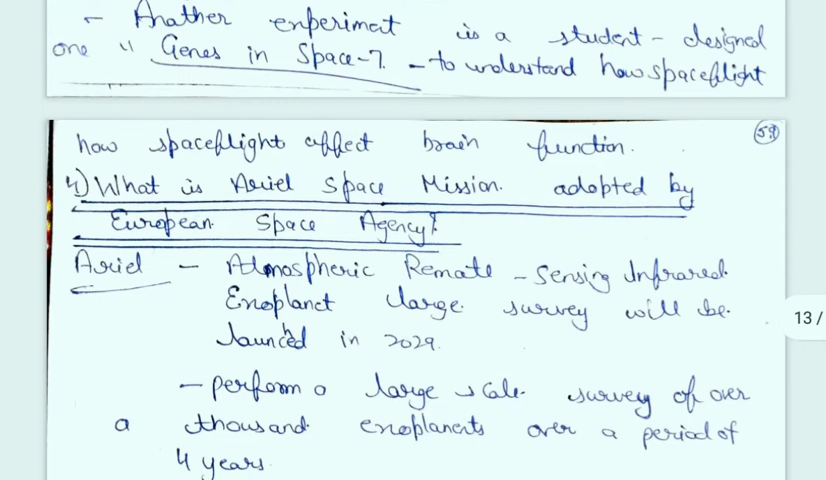 - Another experiment is a student - designed
one " Genes in Space-7 - to understand how spaceflight
how spaceflight affect brain function.
59
4) What is Ariel Space Mission adopted by
European Space Agency?
Ariel - Atmospheric Remote - Sensing Infrared
Exoplanet large survey will be
launched in 2029.
- perform a large scale survey of over
a thousand exoplanents over a period of
4 years
13 /